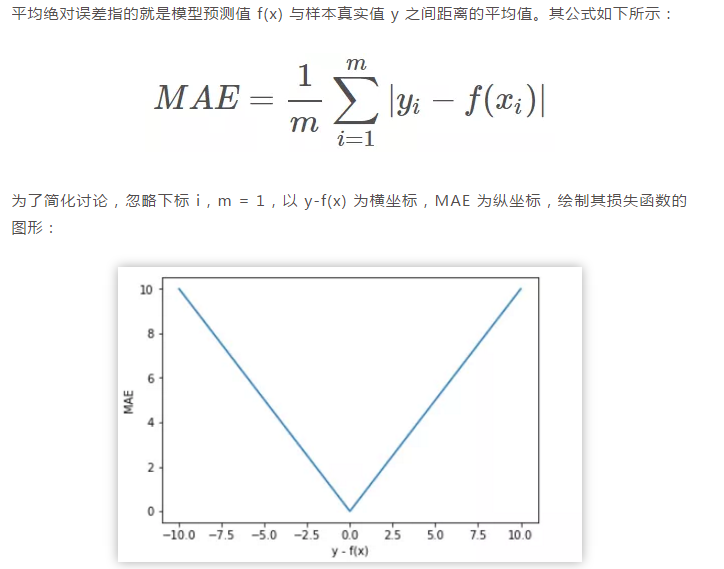 平均绝对误差指的就是模型预测值 f(x) 与样本真实值 y 之间距离的平均值。其公式如下所示：
MAE = \frac{1}{m} \sum_{i=1}^{m} |y_i - f(x_i)|
为了简化讨论，忽略下标 i，m = 1，以 y-f(x) 为横坐标，MAE 为纵坐标，绘制其损失函数的
图形：
10
8
6
4
2
0
MAE
−10.0 −7.5 −5.0 −2.5 0.0 2.5 5.0 7.5 10.0
y - f(x)